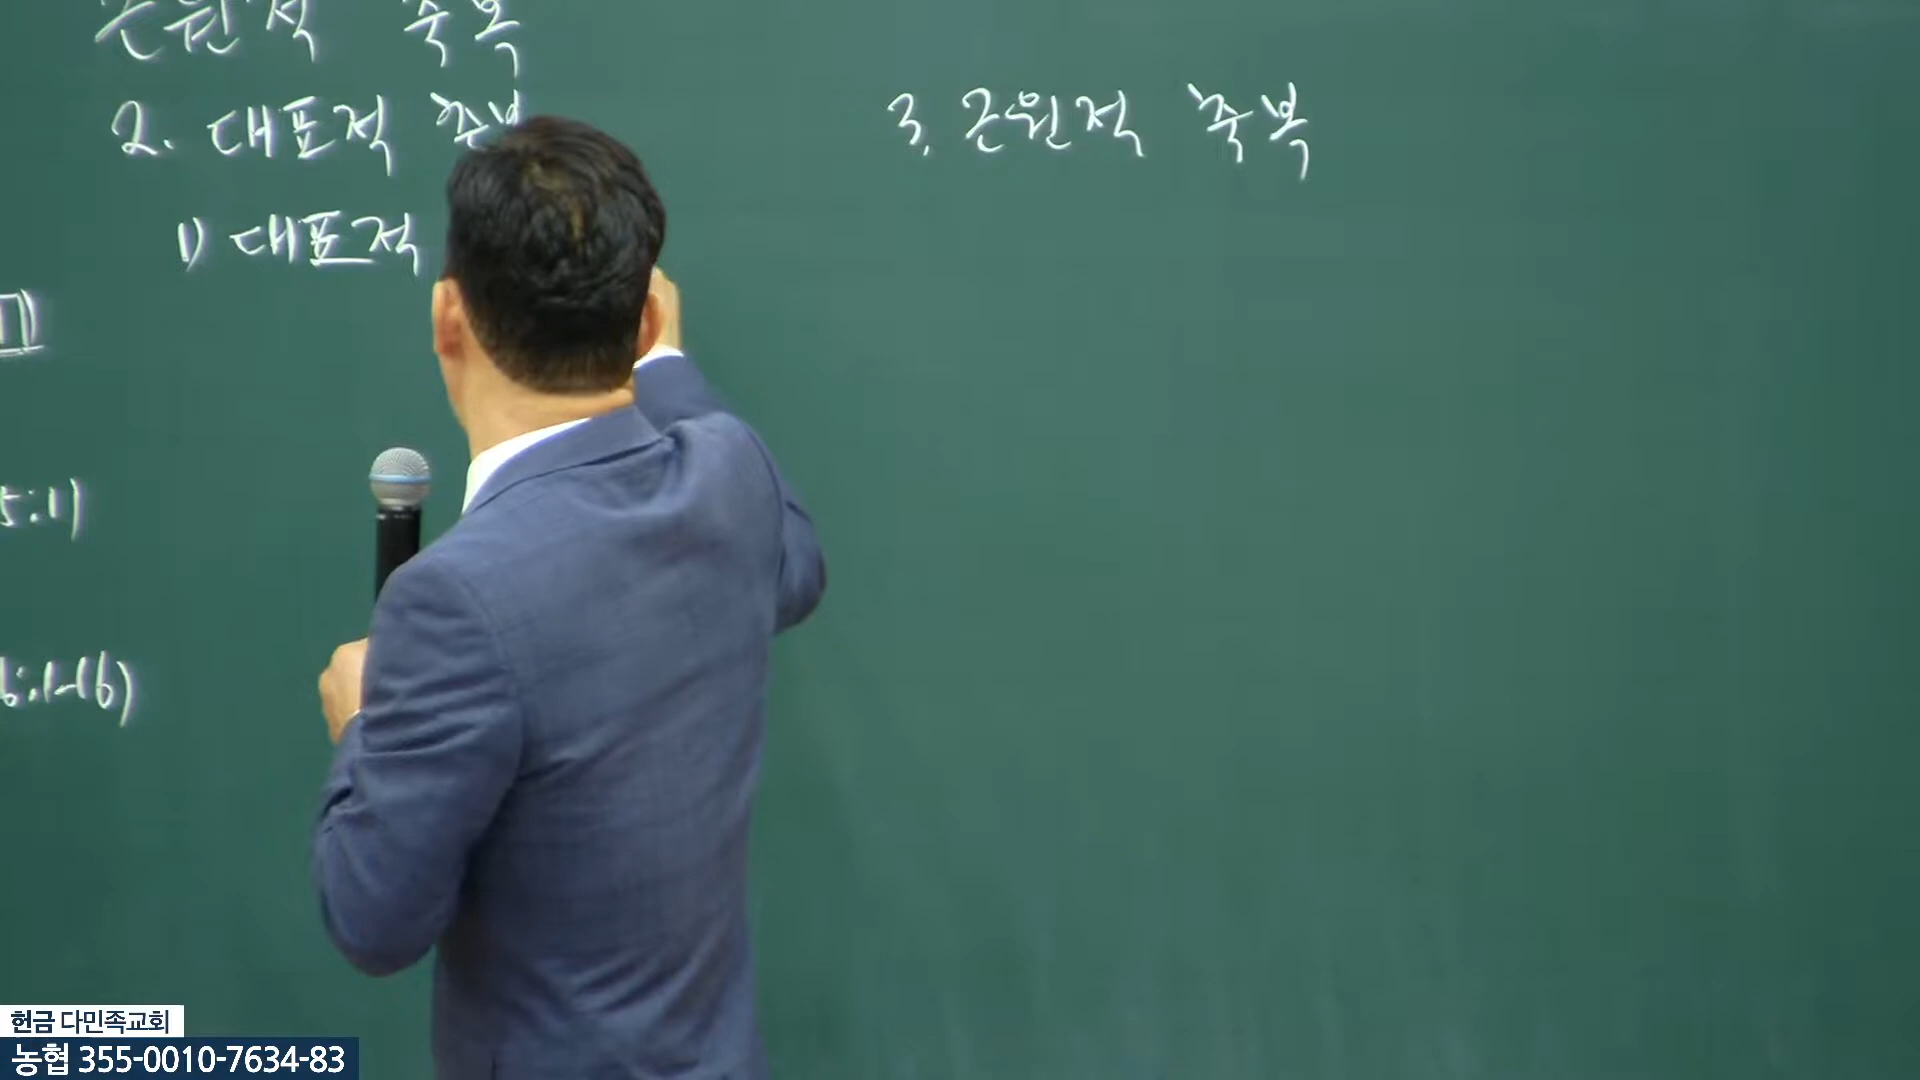 근원적 축복
2. 대표적 축복
1) 대표적
5:1)
6:1-16)
3. 근원적 축복
헌금 다민족교회
농협 355-0010-7634-83